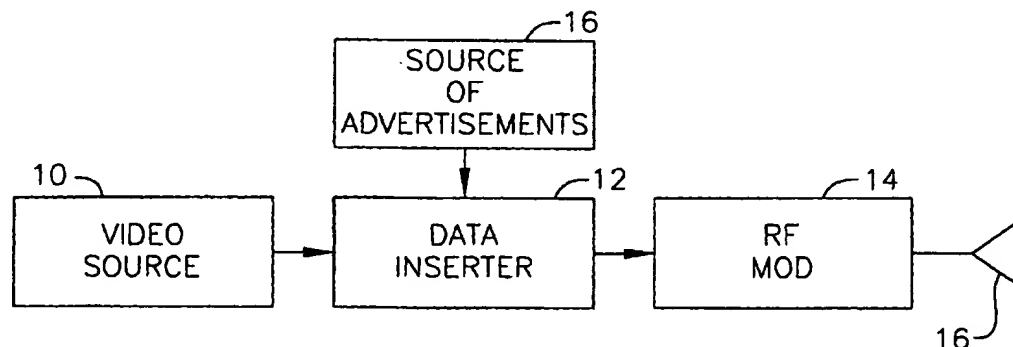 16
SOURCE
OF
ADVERTISEMENTS
10
VIDEO
SOURCE
12
DATA
INSERTER
14
RF
MOD
16